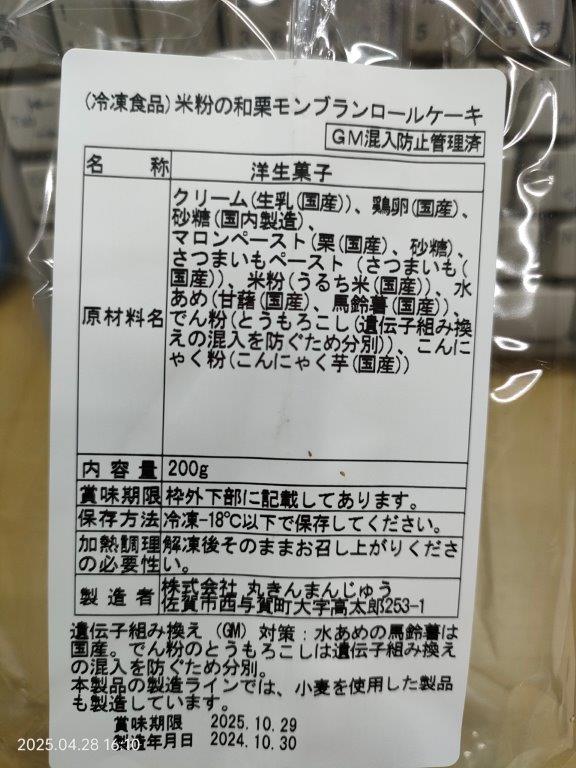 (冷凍食品)米粉の和栗モンブランロールケーキ
GM混入防止管理済
名称 洋生菓子
原材料名
クリーム(生乳(国産))、鶏卵(国産)、
砂糖(国内製造)、
マロンペースト(栗(国産)、砂糖)、
さつまいもペースト(さつまいも(
国産))、米粉(うるち米(国産))、水
あめ(甘藷(国産)、馬鈴薯(国産))、
でん粉(とうもろこし(遺伝子組み換
えの混入を防ぐため分別))、こんに
ゃく粉(こんにゃく芋(国産))
内容量 200g
賞味期限 枠外下部に記載してあります。
保存方法 冷凍-18℃以下で保存してください。
加熱調理の必要性 解凍後そのままお召し上がりくださ
い。
製造者 株式会社 丸きんまんじゅう
佐賀市西与賀町大字高太郎253-1
遺伝子組み換え(GM)対策:水あめの馬鈴薯は
国産。でん粉のとうもろこしは遺伝子組み換え
の混入を防ぐため分別。
本製品の製造ラインでは、小麦を使用した製品
も製造しています。
賞味期限 2025.10.29
製造年月日 2024.10.30
2025.04.28 16:10